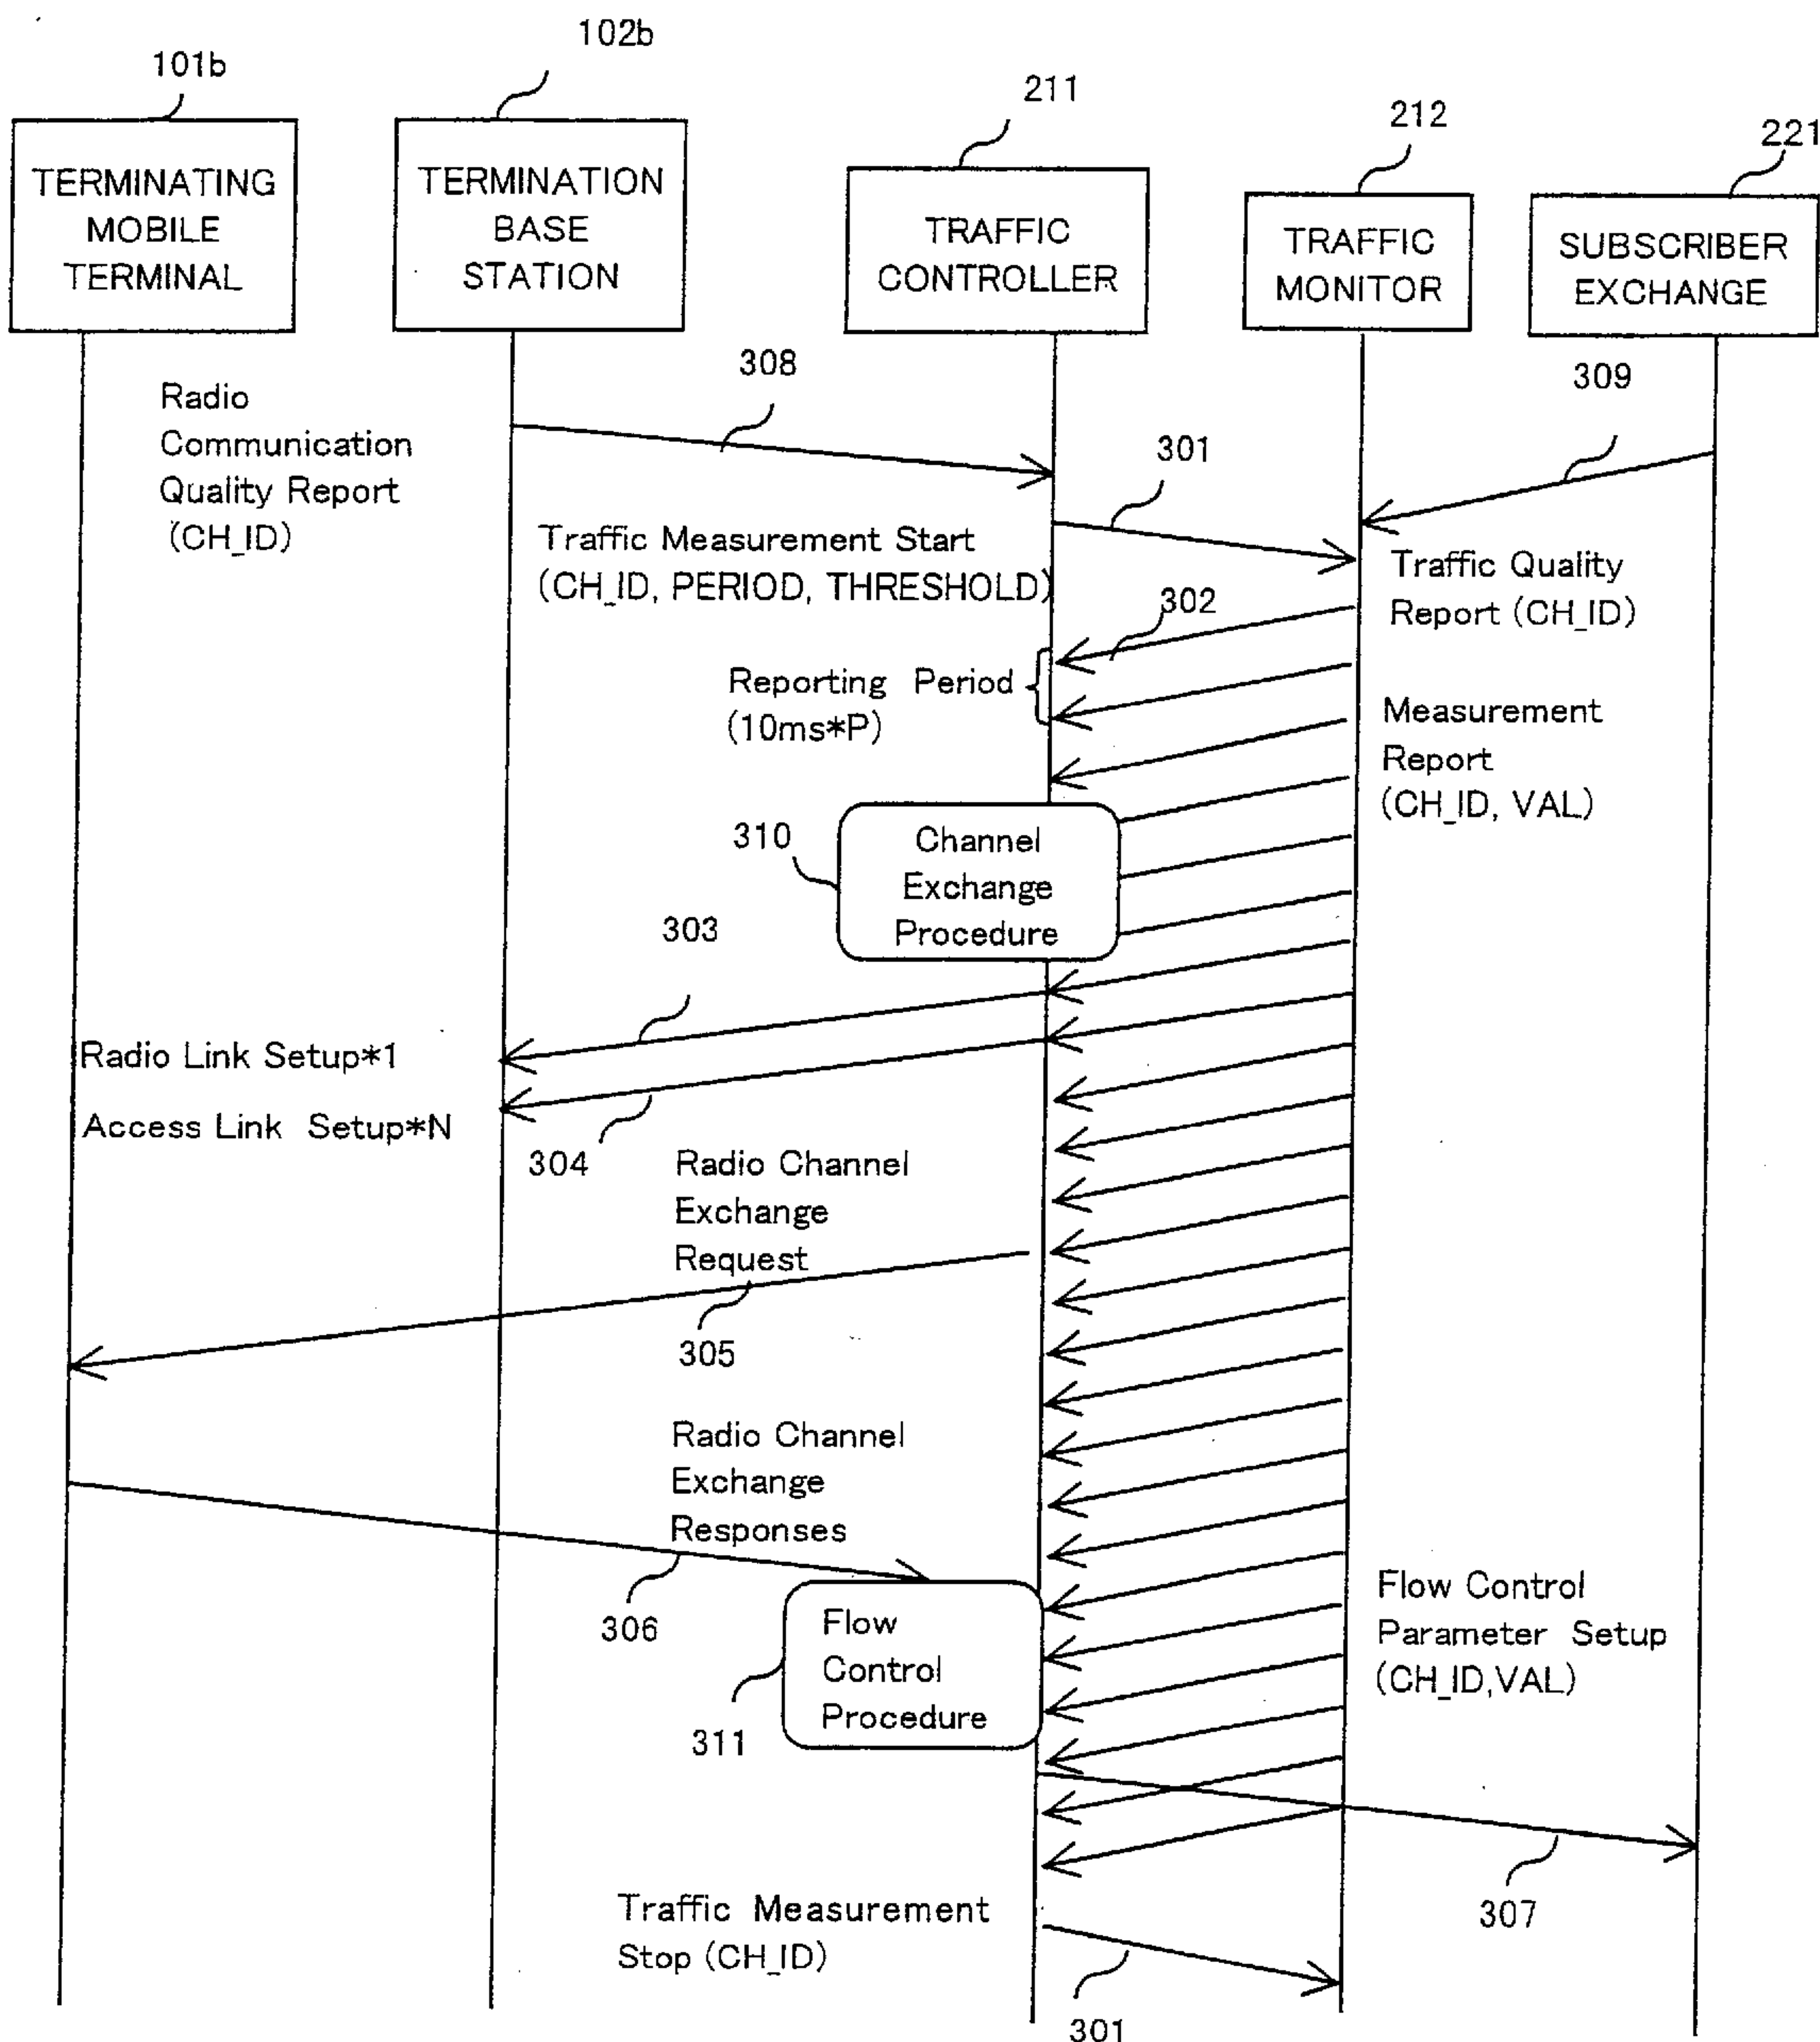 101b
102b
211
212
221
TERMINATING
MOBILE
TERMINAL
TERMINATION
BASE
STATION
TRAFFIC
CONTROLLER
TRAFFIC
MONITOR
SUBSCRIBER
EXCHANGE
308
309
Radio
Communication
Quality Report
(CH_ID)
301
Traffic Measurement Start
(CH_ID, PERIOD, THRESHOLD)
Traffic Quality
Report (CH_ID)
302
Reporting Period
(10ms*P)
Measurement
Report
(CH_ID, VAL)
310
Channel
Exchange
Procedure
303
Radio Link Setup*1
Access Link Setup*N
304
Radio Channel
Exchange
Request
305
Radio Channel
Exchange
Responses
306
Flow
Control
Procedure
311
Flow Control
Parameter Setup
(CH_ID,VAL)
307
Traffic Measurement
Stop (CH_ID)
301